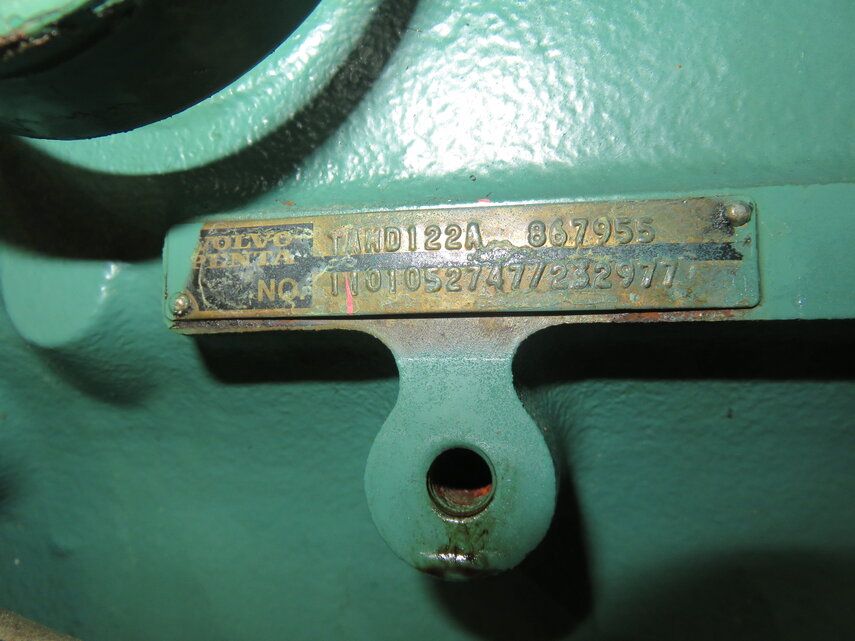 VOLVO PENTA
TAMD122A 867955
NO. 1101052747/232977